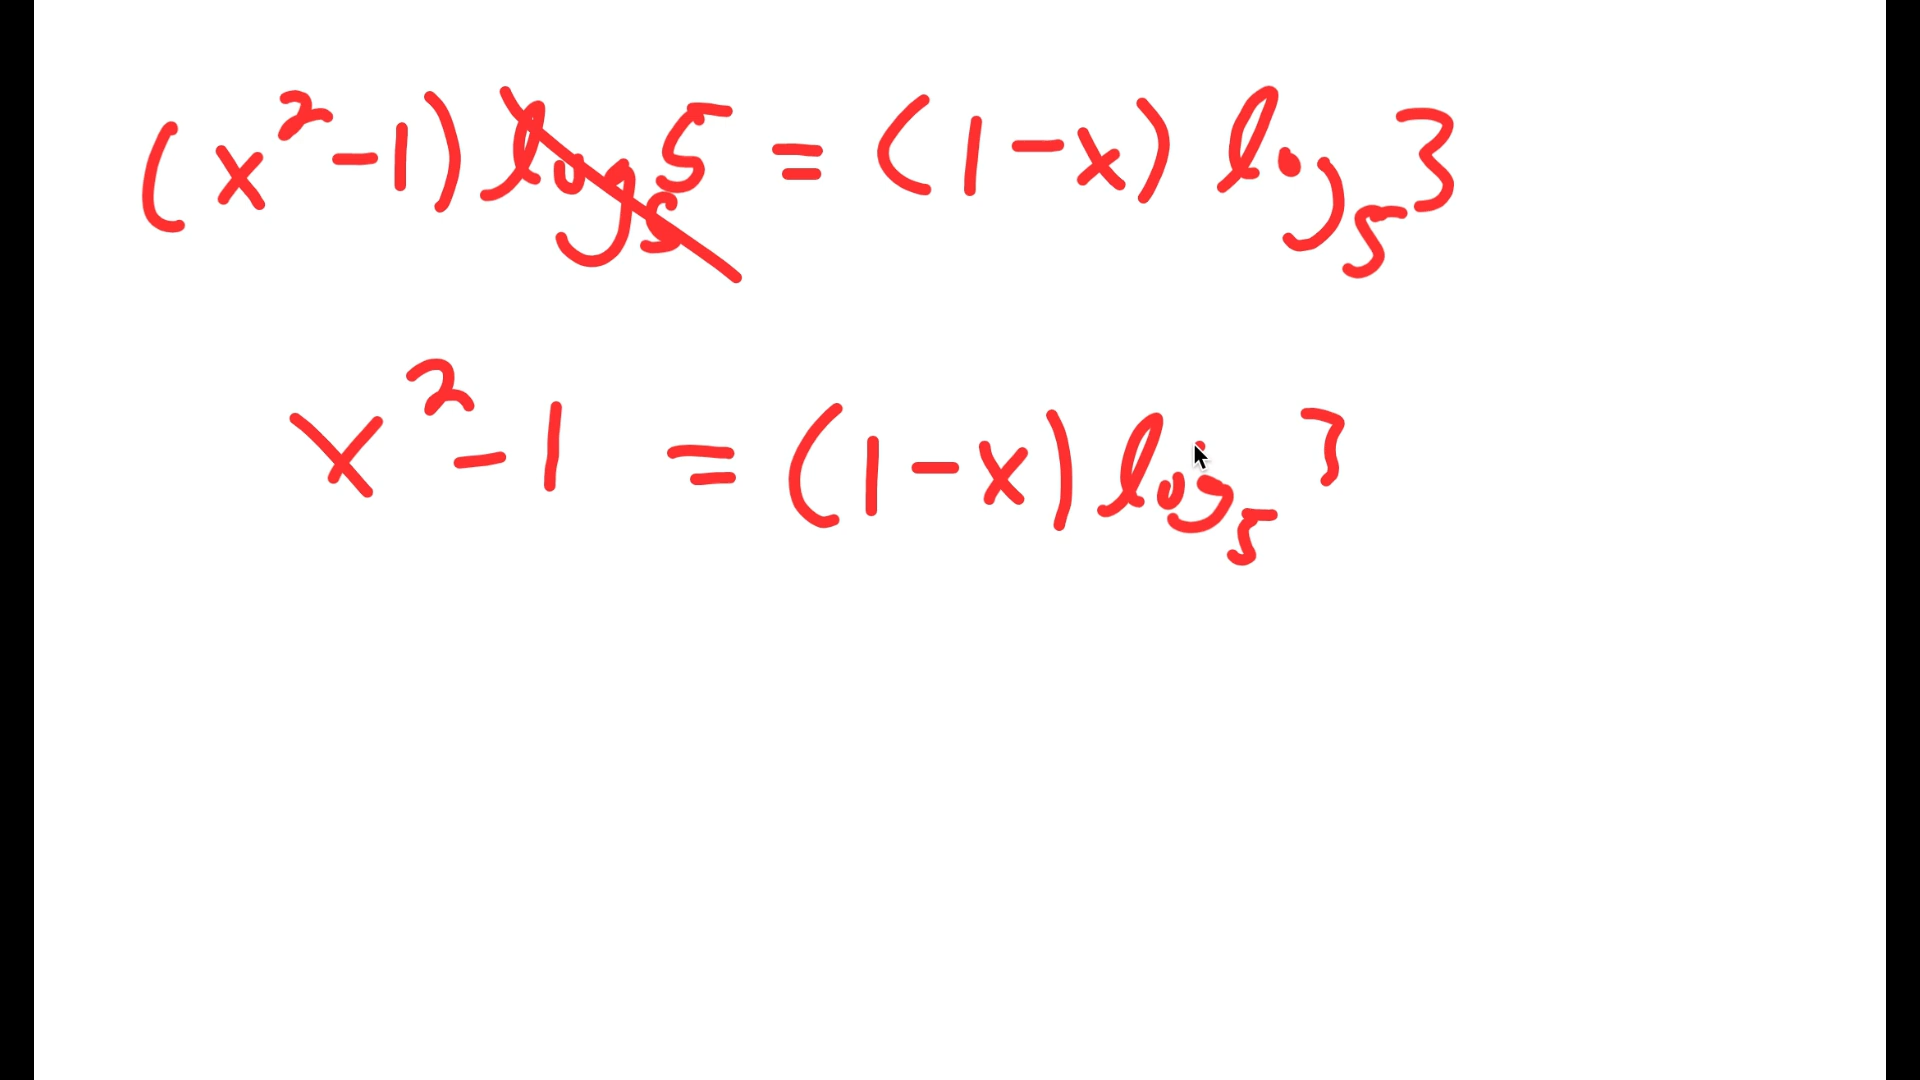 (x²-1) log₅5 = (1-x) log₅3
x²-1 = (1-x) log₅3